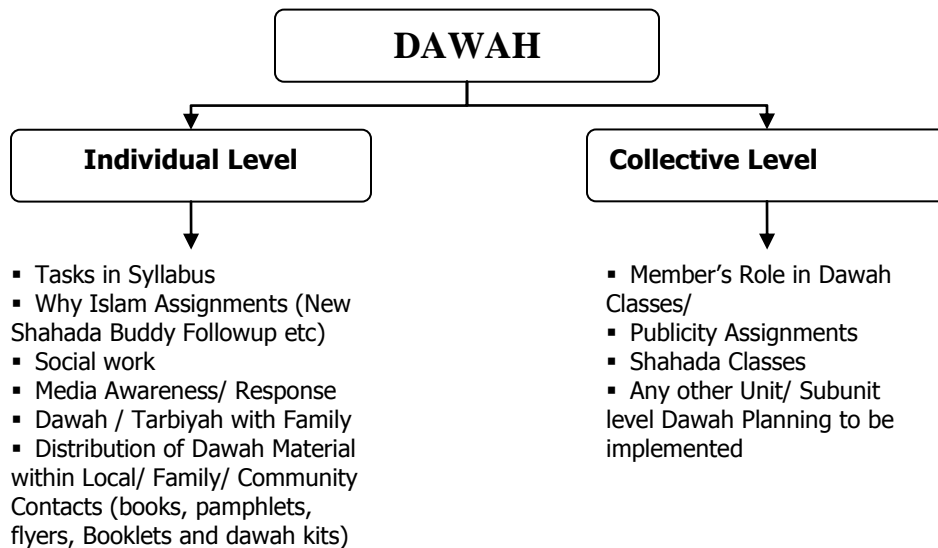 DAWAH
Individual Level
▪ Tasks in Syllabus
▪ Why Islam Assignments (New
Shahada Buddy Followup etc)
▪ Social work
▪ Media Awareness/ Response
▪ Dawah / Tarbiyah with Family
▪ Distribution of Dawah Material
within Local/ Family/ Community
Contacts (books, pamphlets,
flyers, Booklets and dawah kits)
Collective Level
▪ Member’s Role in Dawah
Classes/
▪ Publicity Assignments
▪ Shahada Classes
▪ Any other Unit/ Subunit
level Dawah Planning to be
implemented